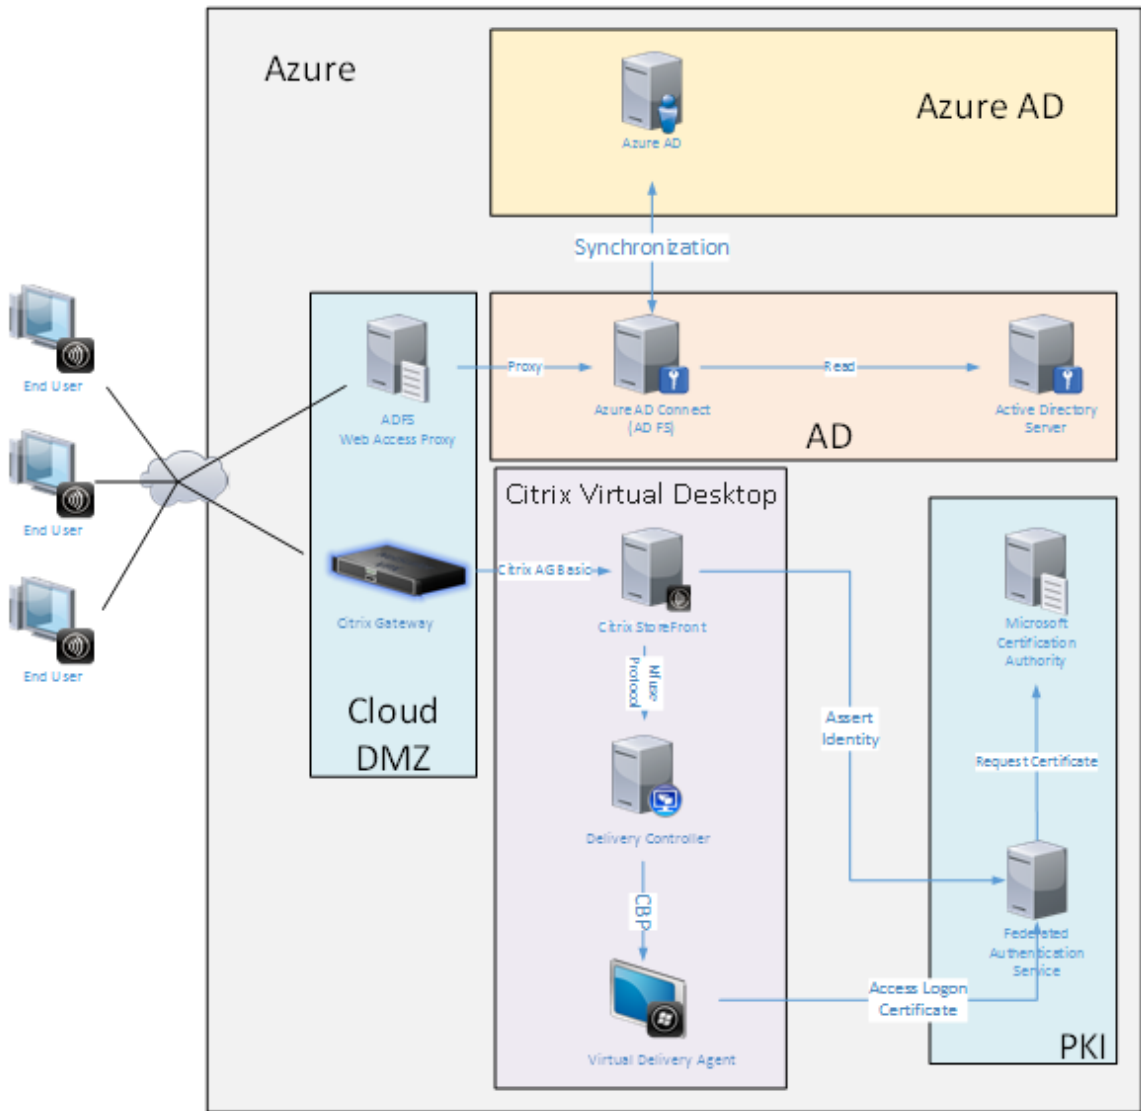 Azure
Azure AD
Azure AD
Synchronization
End User
End User
End User
ADFS
Web Access Proxy
Proxy
Azure AD Connect
(AD FS)
Read
Active Directory
Server
AD
Citrix Virtual Desktop
Citrix Gateway
Cloud
DMZ
Citrix AG Basic
Citrix StoreFront
Nfuse
Protocol
Delivery Controller
CBP
Virtual Delivery Agent
Assert
Identity
Access Logon
Certificate
Microsoft
Certification
Authority
Request Certificate
Federated
Authentication
Service
PKI